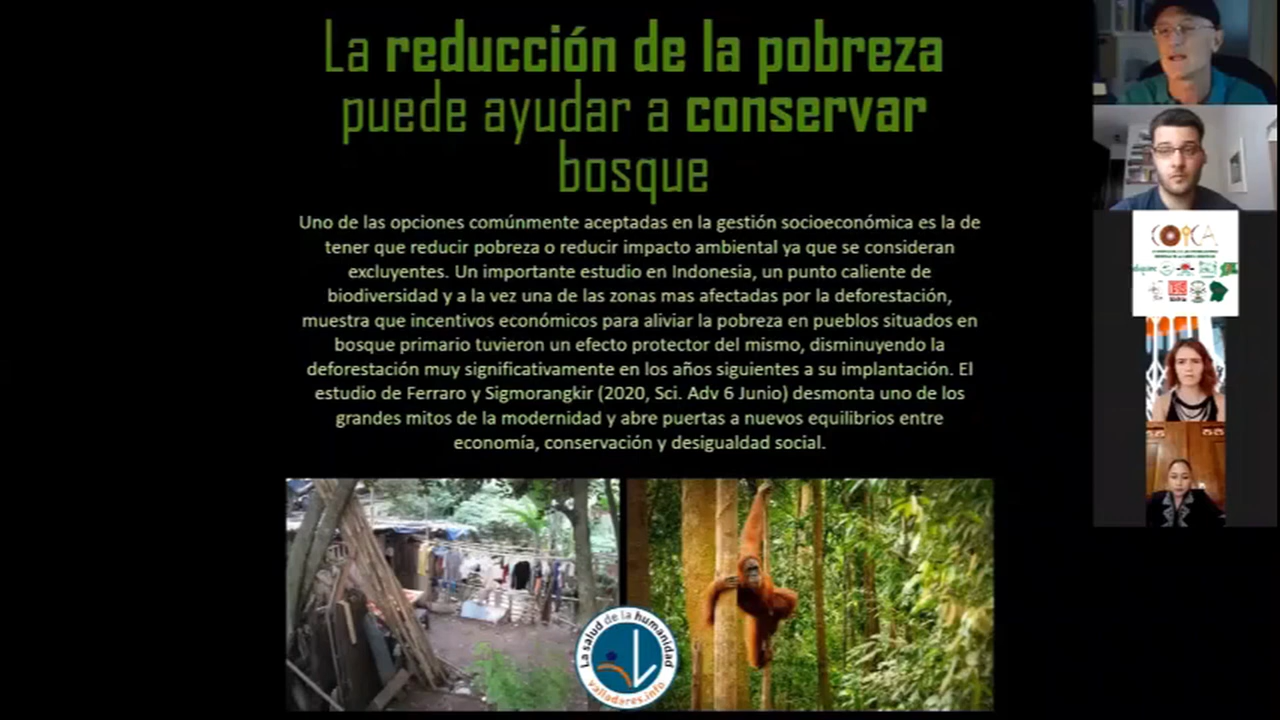 La reducción de la pobreza
puede ayudar a conservar
bosque
Uno de las opciones comúnmente aceptadas en la gestión socioeconómica es la de
tener que reducir pobreza o reducir impacto ambiental ya que se consideran
excluyentes. Un importante estudio en Indonesia, un punto caliente de
biodiversidad y a la vez una de las zonas mas afectadas por la deforestación,
muestra que incentivos económicos para aliviar la pobreza en pueblos situados en
bosque primario tuvieron un efecto protector del mismo, disminuyendo la
deforestación muy significativamente en los años siguientes a su implantación. El
estudio de Ferraro y Sigmorangkir (2020, Sci. Adv 6 Junio) desmonta uno de los
grandes mitos de la modernidad y abre puertas a nuevos equilibrios entre
economía, conservación y desigualdad social.
La salud de la humanidad
valladares.info
COICA